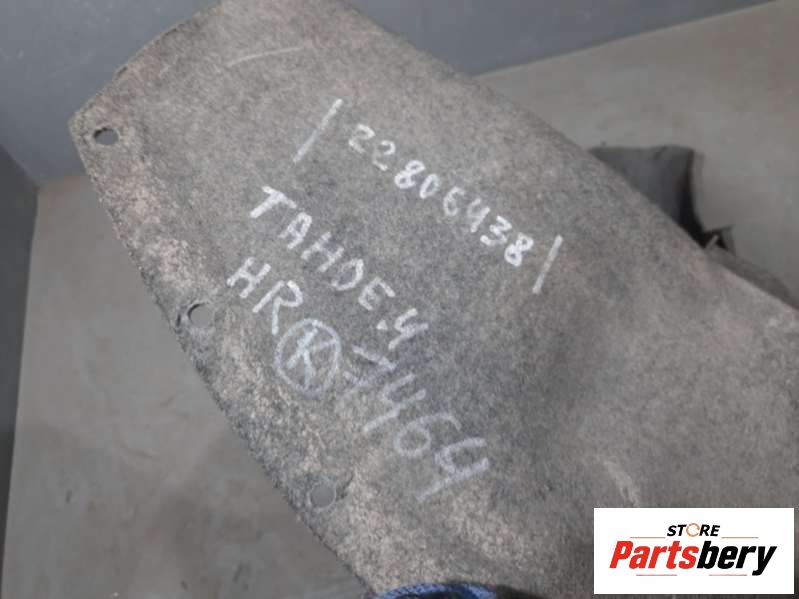 /22806438/
TAHOE.4
HR K 7464
STORE
Partsbery